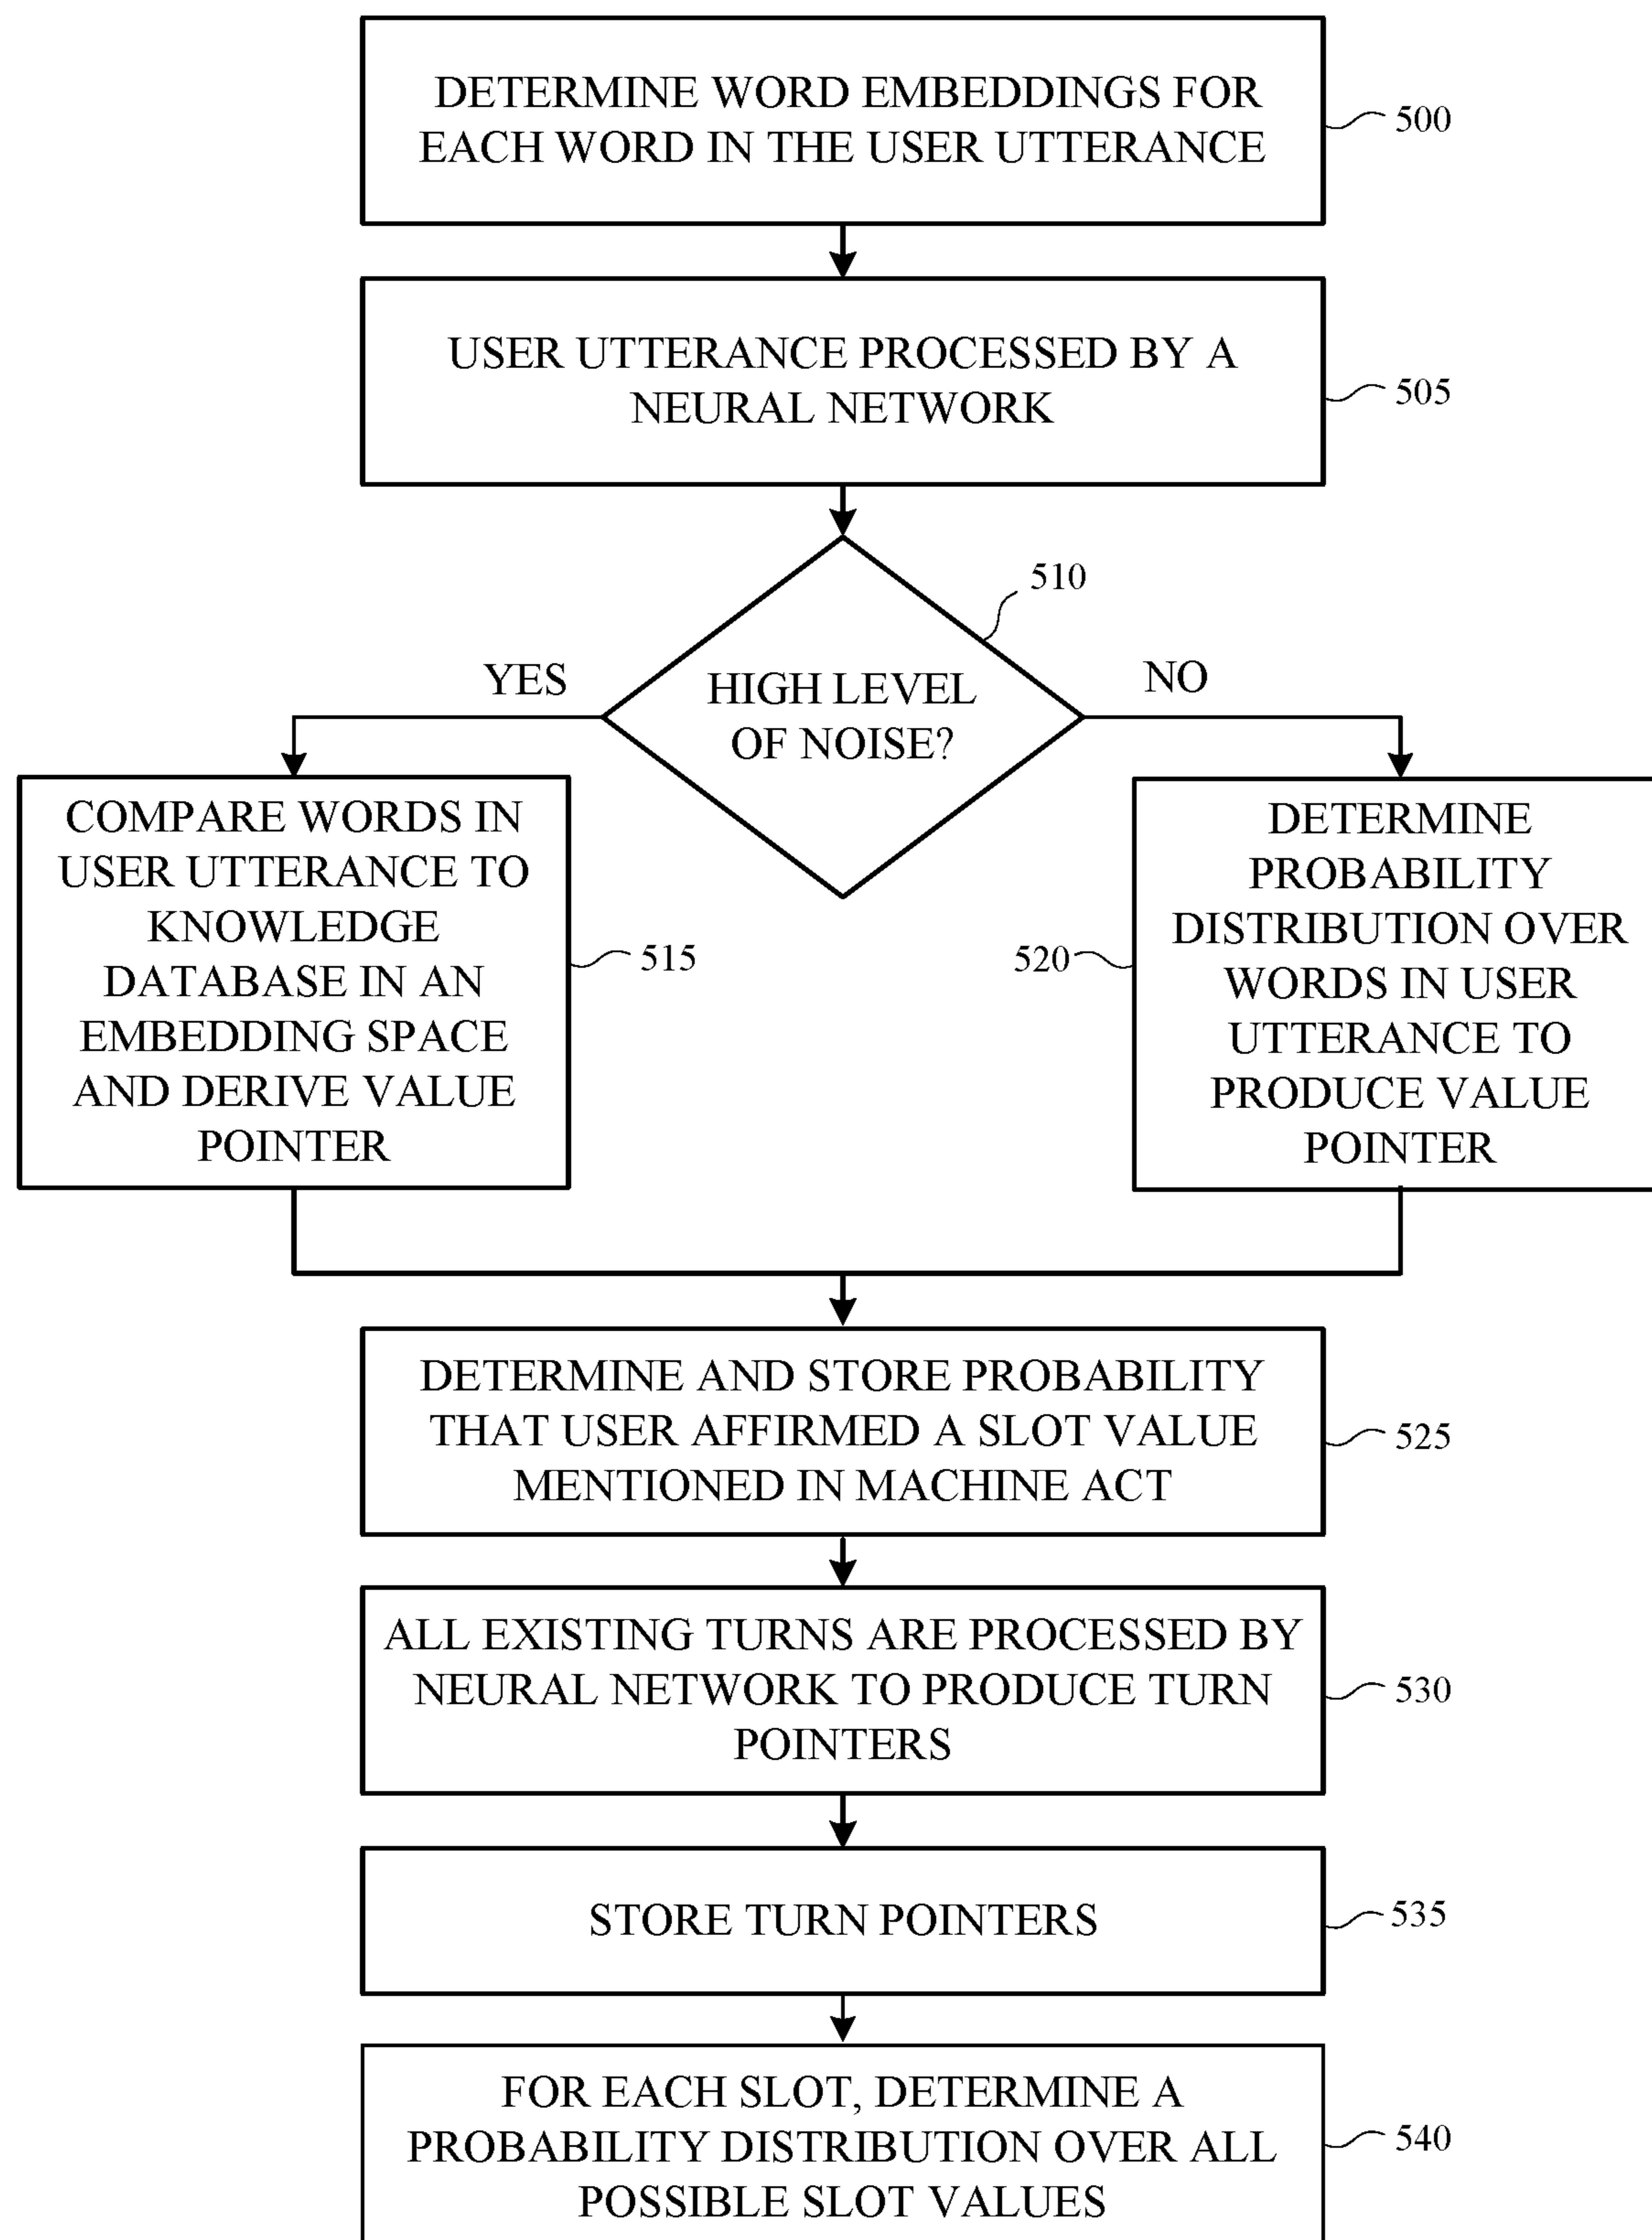 DETERMINE WORD EMBEDDINGS FOR
EACH WORD IN THE USER UTTERANCE
500
USER UTTERANCE PROCESSED BY A
NEURAL NETWORK
505
510
HIGH LEVEL
OF NOISE?
YES
NO
COMPARE WORDS IN
USER UTTERANCE TO
KNOWLEDGE
DATABASE IN AN
EMBEDDING SPACE
AND DERIVE VALUE
POINTER
515
520
DETERMINE
PROBABILITY
DISTRIBUTION OVER
WORDS IN USER
UTTERANCE TO
PRODUCE VALUE
POINTER
DETERMINE AND STORE PROBABILITY
THAT USER AFFIRMED A SLOT VALUE
MENTIONED IN MACHINE ACT
525
ALL EXISTING TURNS ARE PROCESSED BY
NEURAL NETWORK TO PRODUCE TURN
POINTERS
530
STORE TURN POINTERS
535
FOR EACH SLOT, DETERMINE A
PROBABILITY DISTRIBUTION OVER ALL
POSSIBLE SLOT VALUES
540